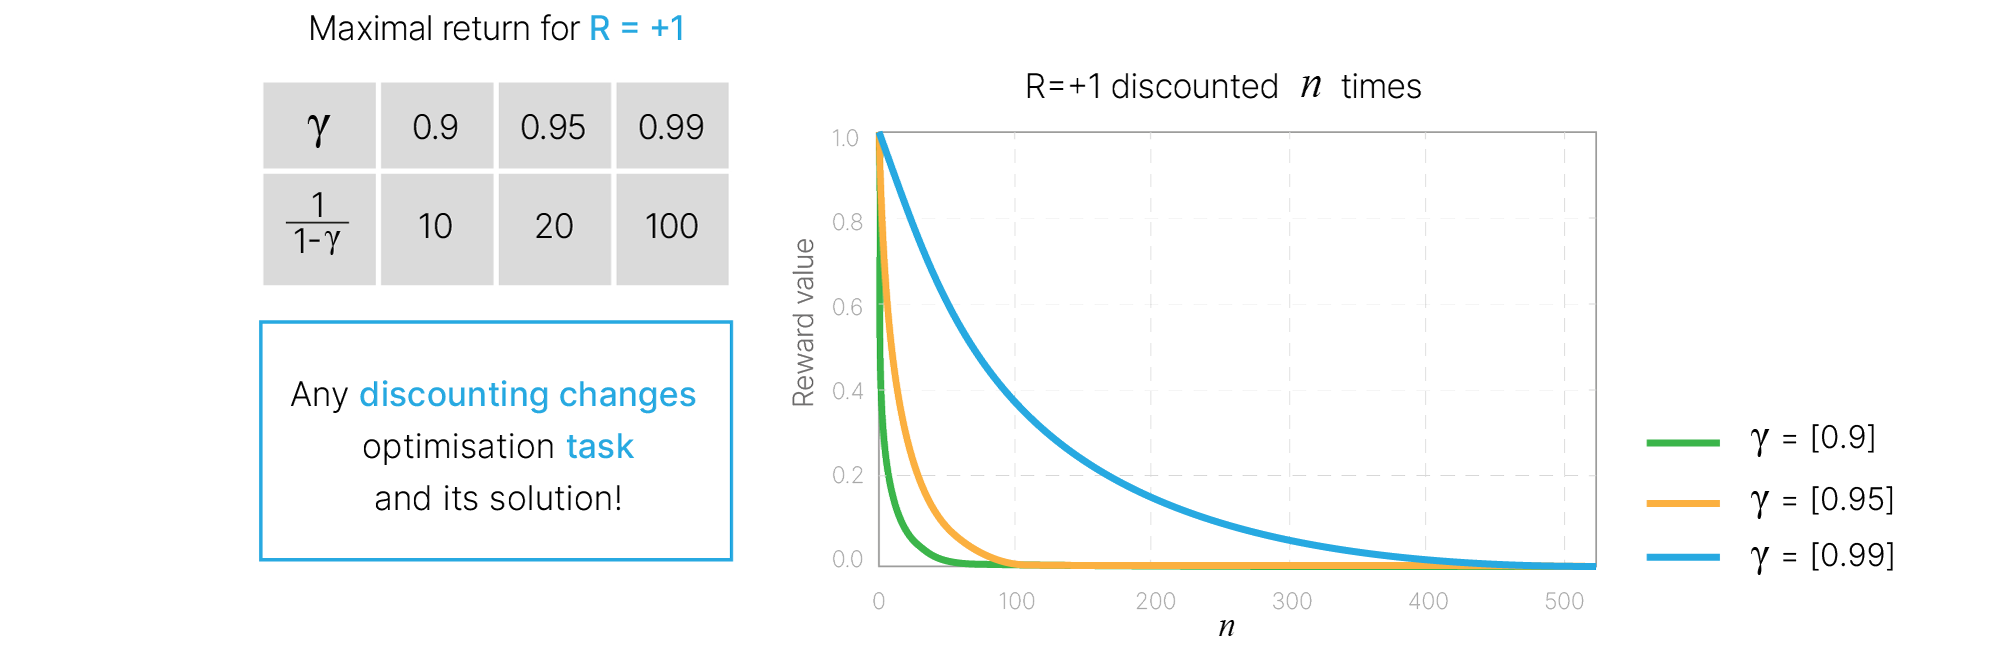 Maximal return for R = +1
γ 0.9 0.95 0.99
1
1-γ
10 20 100
Any discounting changes
optimisation task
and its solution!
R=+1 discounted n times
Reward value
1.0
0.8
0.6
0.4
0.2
0.0
0 100 200 300 400 500
n
γ = [0.9]
γ = [0.95]
γ = [0.99]